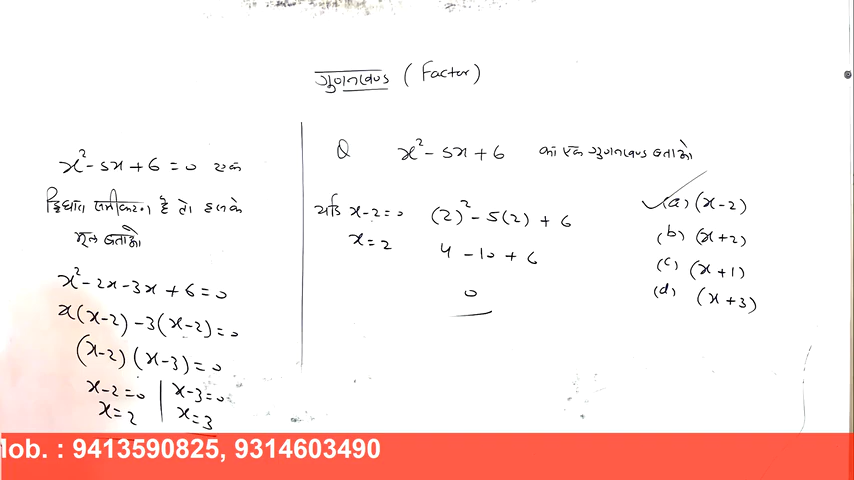 गुणनखण्ड (Factor)
x² - 5x + 6 = 0 एक
द्विघात समीकरण है तो इसके
मूल बताओ
x² - 2x - 3x + 6 = 0
x(x-2) - 3(x-2) = 0
(x-2)(x-3) = 0
x-2=0 | x-3=0
x=2 | x=3
Q x² - 5x + 6 का एक गुणनखण्ड बताओ
यदि x-2=0 (2)² - 5(2) + 6
x=2 4 - 10 + 6
0
(a) (x-2)
(b) (x+2)
(c) (x+1)
(d) (x+3)
Mob. : 9413590825, 9314603490